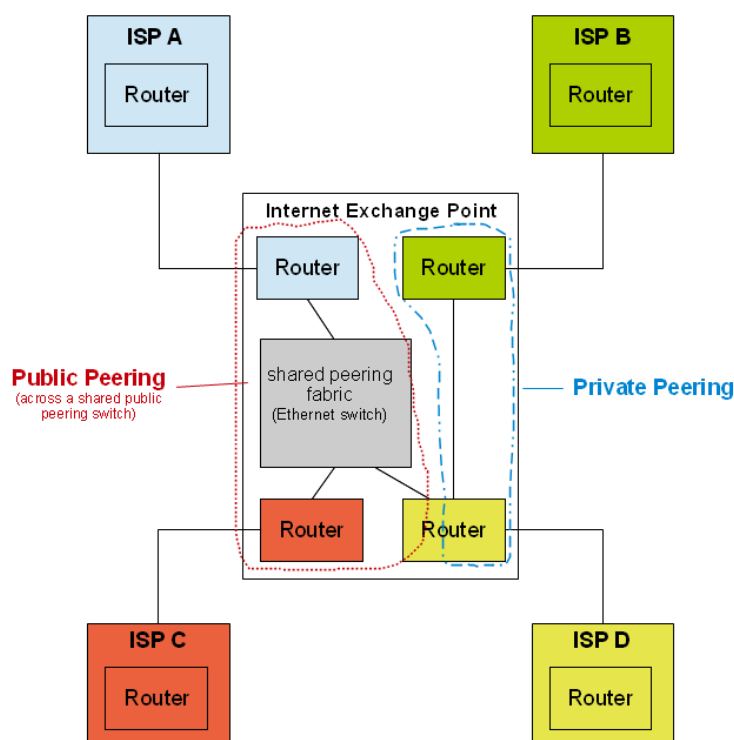 ISP A
Router
ISP B
Router
Internet Exchange Point
Router
Router
shared peering
fabric
(Ethernet switch)
Public Peering
(across a shared public
peering switch)
Private Peering
Router
Router
ISP C
Router
ISP D
Router